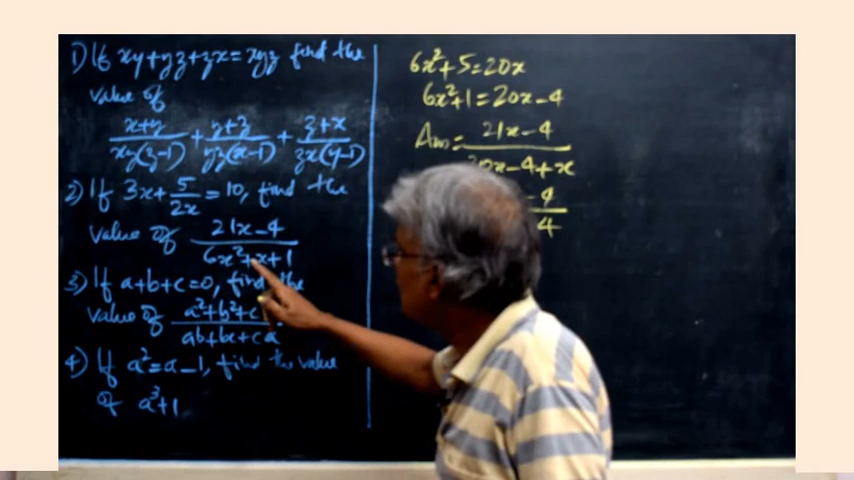 1) If xy+yz+zx=xyz find the
value of
x+y/xy(z-1) + y+z/yz(x-1) + z+x/zx(y-1)
2) If 3x+5/2x=10, find the
value of 21x-4/6x²+x+1
3) If a+b+c=0, find the
value of a²+b²+c/ab+bc+ca
4) If a²=a-1, find the value
of a³+1
6x²+5=20x
6x²+1=20x-4
Ans= 21x-4/20x-4+x
-4/4